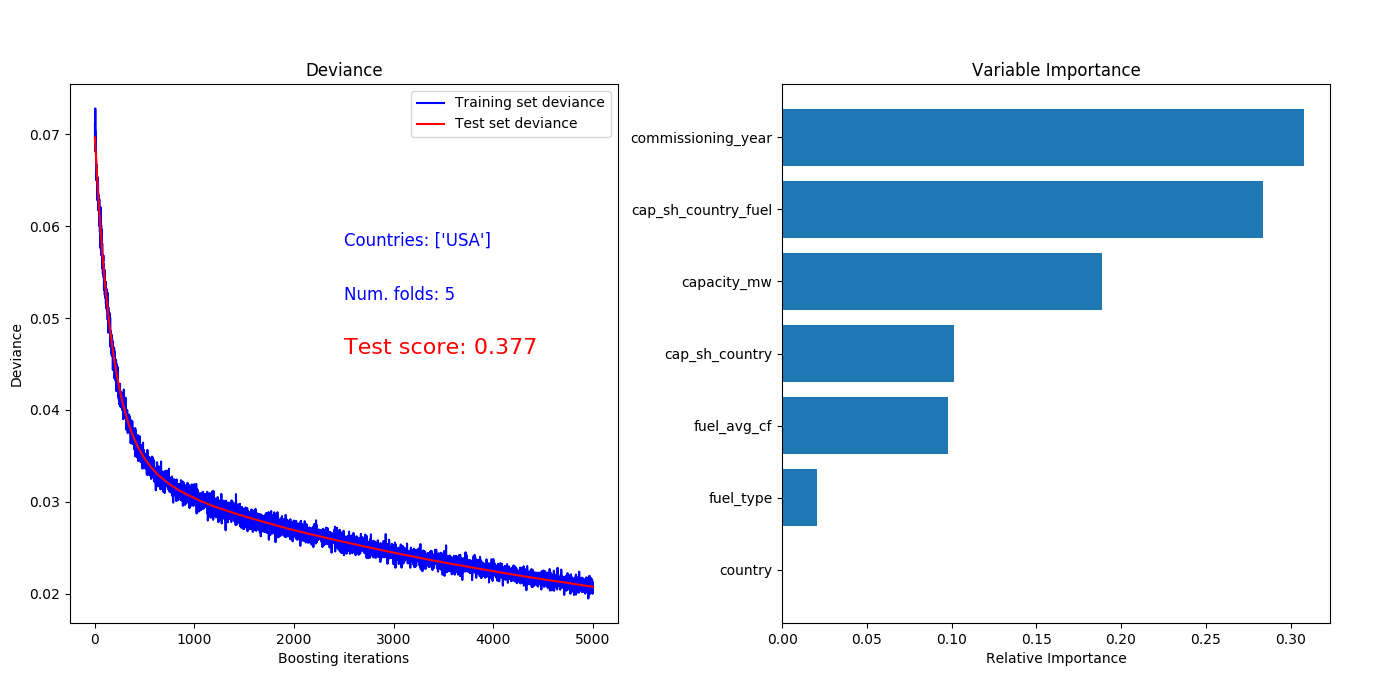 Deviance
Training set deviance
Test set deviance
0.07
0.06
0.05
0.04
0.03
0.02
Deviance
Countries: ['USA']
Num. folds: 5
Test score: 0.377
0
1000
2000
3000
4000
5000
Boosting iterations
Variable Importance
commissioning_year
cap_sh_country_fuel
capacity_mw
cap_sh_country
fuel_avg_cf
fuel_type
country
0.00
0.05
0.10
0.15
0.20
0.25
0.30
Relative Importance